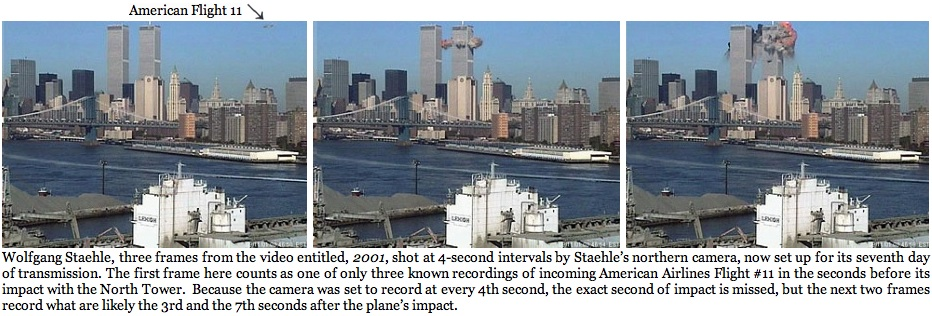 American Flight 11
LEHIGH
LEHIGH
LEHIGH
Wolfgang Staehle, three frames from the video entitled, 2001, shot at 4-second intervals by Staehle’s northern camera, now set up for its seventh day
of transmission. The first frame here counts as one of only three known recordings of incoming American Airlines Flight #11 in the seconds before its
impact with the North Tower.  Because the camera was set to record at every 4th second, the exact second of impact is missed, but the next two frames
record what are likely the 3rd and the 7th seconds after the plane’s impact.